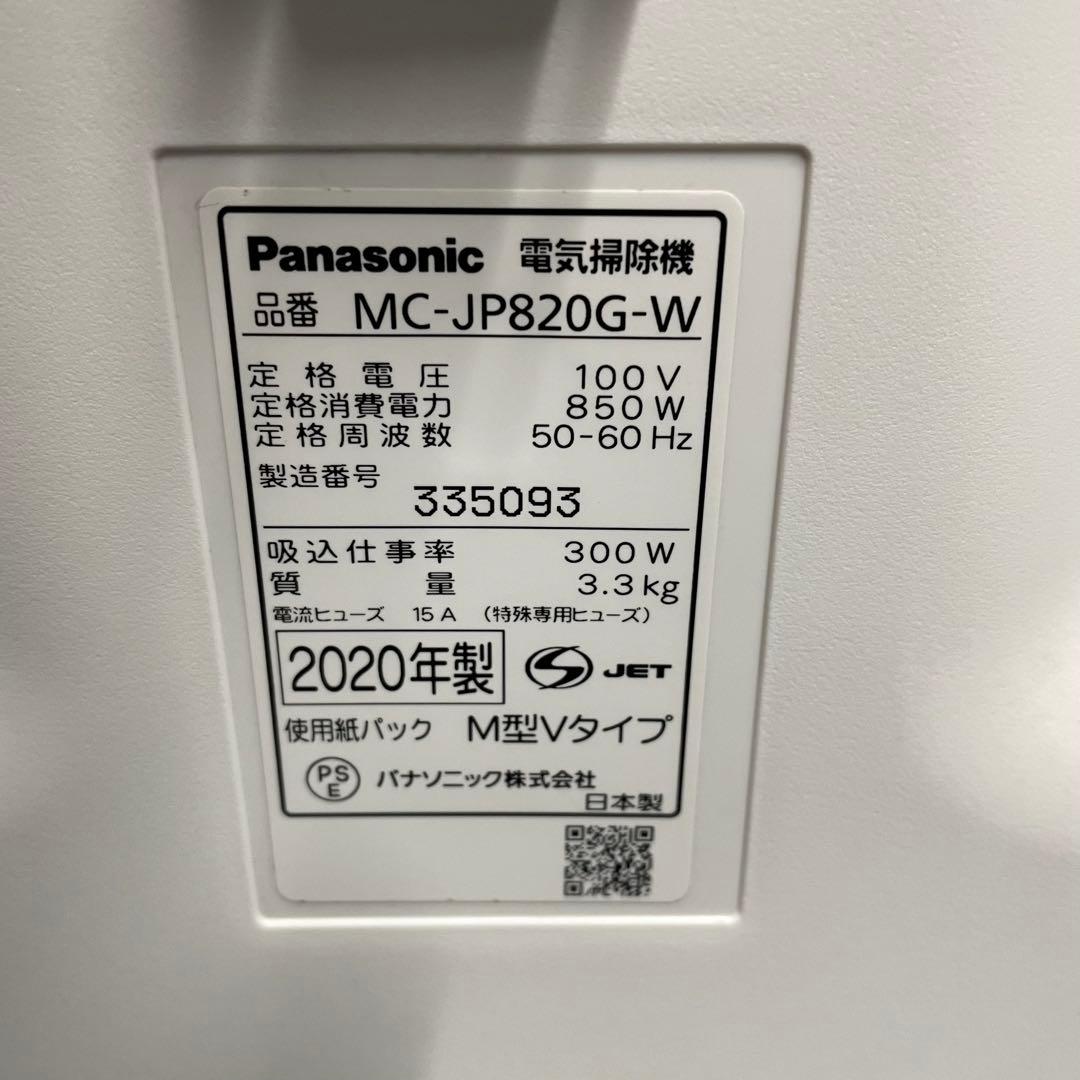 Panasonic 電気掃除機
品番 MC-JP820G-W
定格電圧 100V
定格消費電力 850W
定格周波数 50-60Hz
製造番号
335093
吸込仕事率 300W
質量 3.3kg
電流ヒューズ 15A (特殊専用ヒューズ)
2020年製 S JET
使用紙パック M型Vタイプ
PSE パナソニック株式会社
日本製